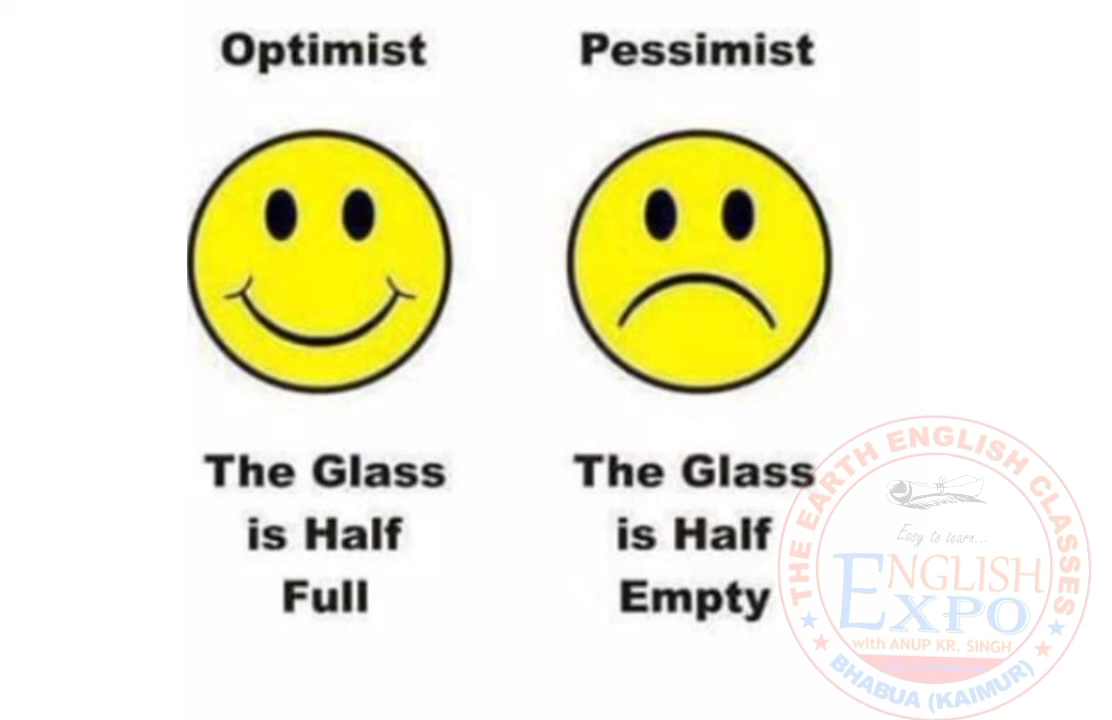 Optimist
Pessimist
The Glass
is Half
Full
The Glass
is Half
Empty
THE EARTH ENGLISH CLASSES
Easy to learn...
ENGLISH
EXPO
with ANUP KR. SINGH
BHABUA (KAIMUR)